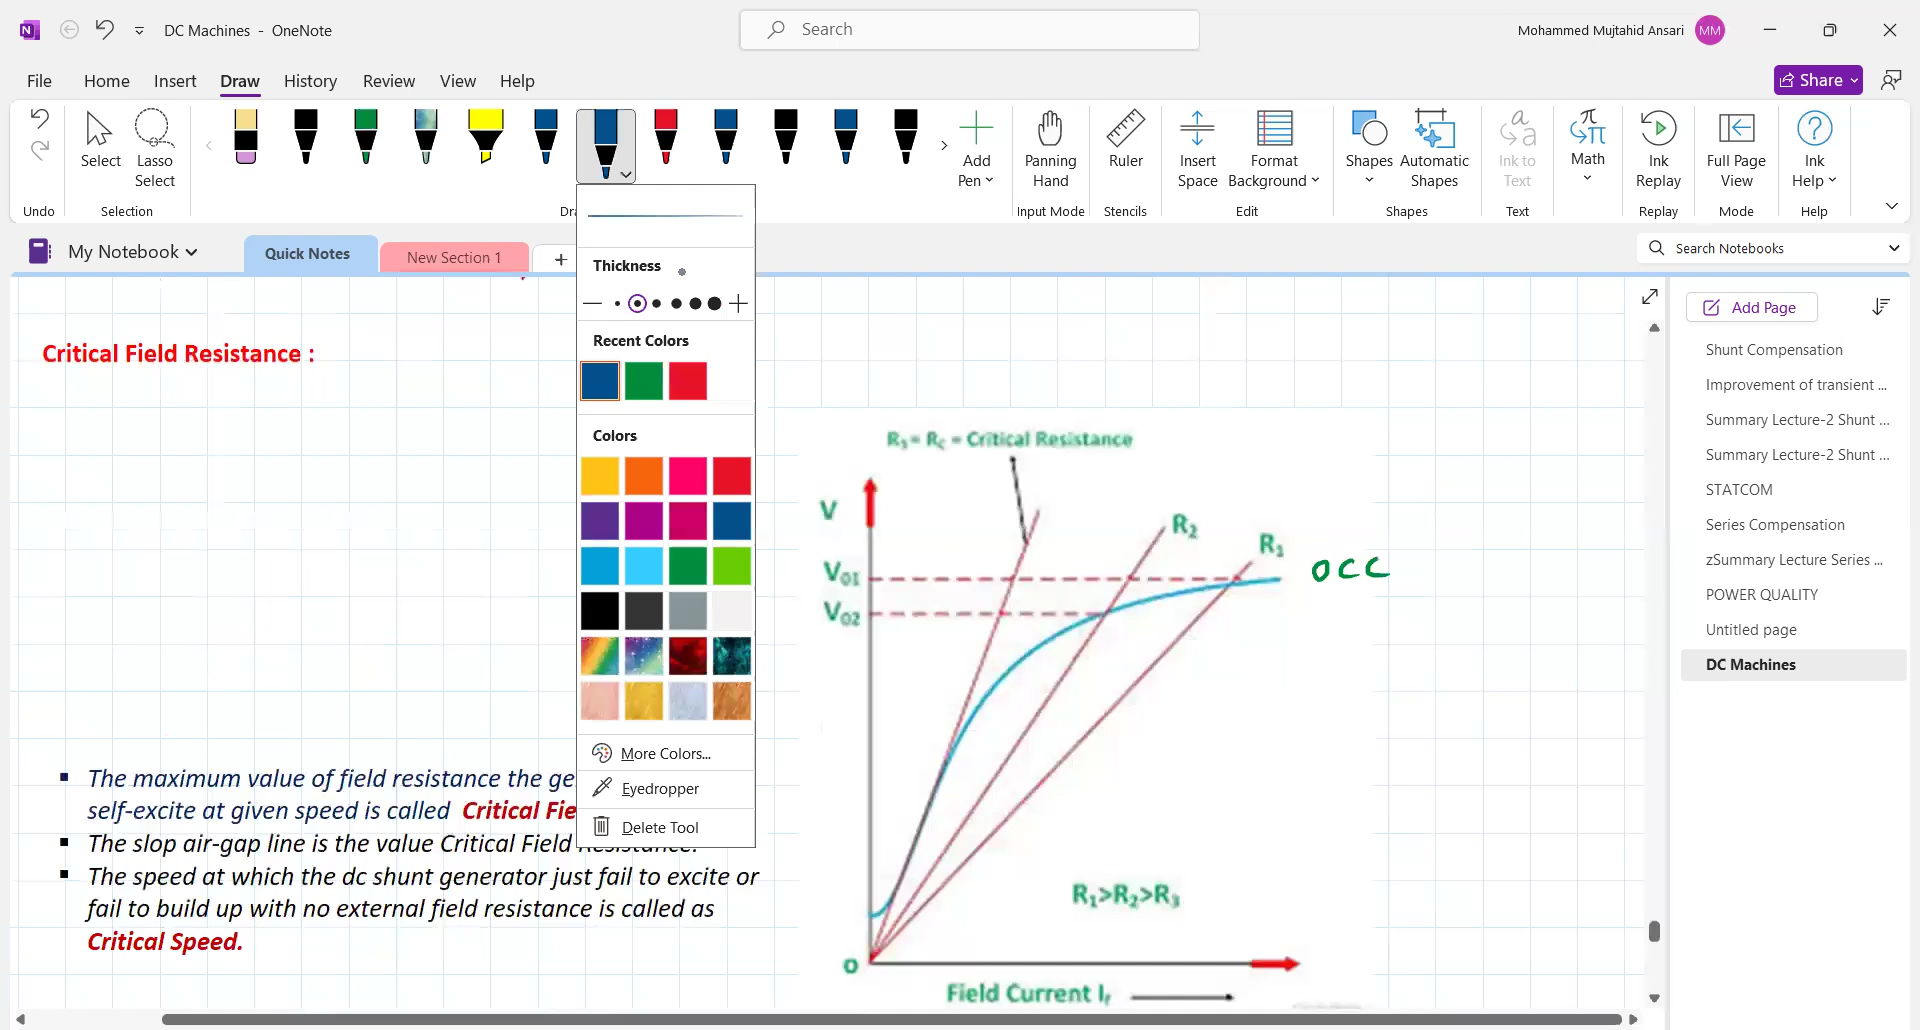 DC Machines - OneNote
Search
Mohammed Mujtahid Ansari
MM
File
Home
Insert
Draw
History
Review
View
Help
Share
Select
Lasso Select
Add Pen
Panning Hand
Ruler
Insert Space
Format Background
Shapes
Automatic Shapes
Ink to Text
Math
Ink Replay
Full Page View
Ink Help
Undo
Selection
Input Mode
Stencils
Edit
Shapes
Text
Replay
Mode
Help
My Notebook
Quick Notes
New Section 1
Search Notebooks
Thickness
Recent Colors
Colors
More Colors...
Eyedropper
Delete Tool
Critical Field Resistance :
The maximum value of field resistance the
self-excite at given speed is called Critical
The slop air-gap line is the value Critical Field Resistance.
The speed at which the dc shunt generator just fail to excite or
fail to build up with no external field resistance is called as
Critical Speed.
R₃ = R_C = Critical Resistance
V
R₂
R₁
V₀₁
OCC
V₀₂
R₁>R₂>R₃
O
Field Current I_f
Add Page
Shunt Compensation
Improvement of transient ...
Summary Lecture-2 Shunt ...
Summary Lecture-2 Shunt ...
STATCOM
Series Compensation
zSummary Lecture Series ...
POWER QUALITY
Untitled page
DC Machines